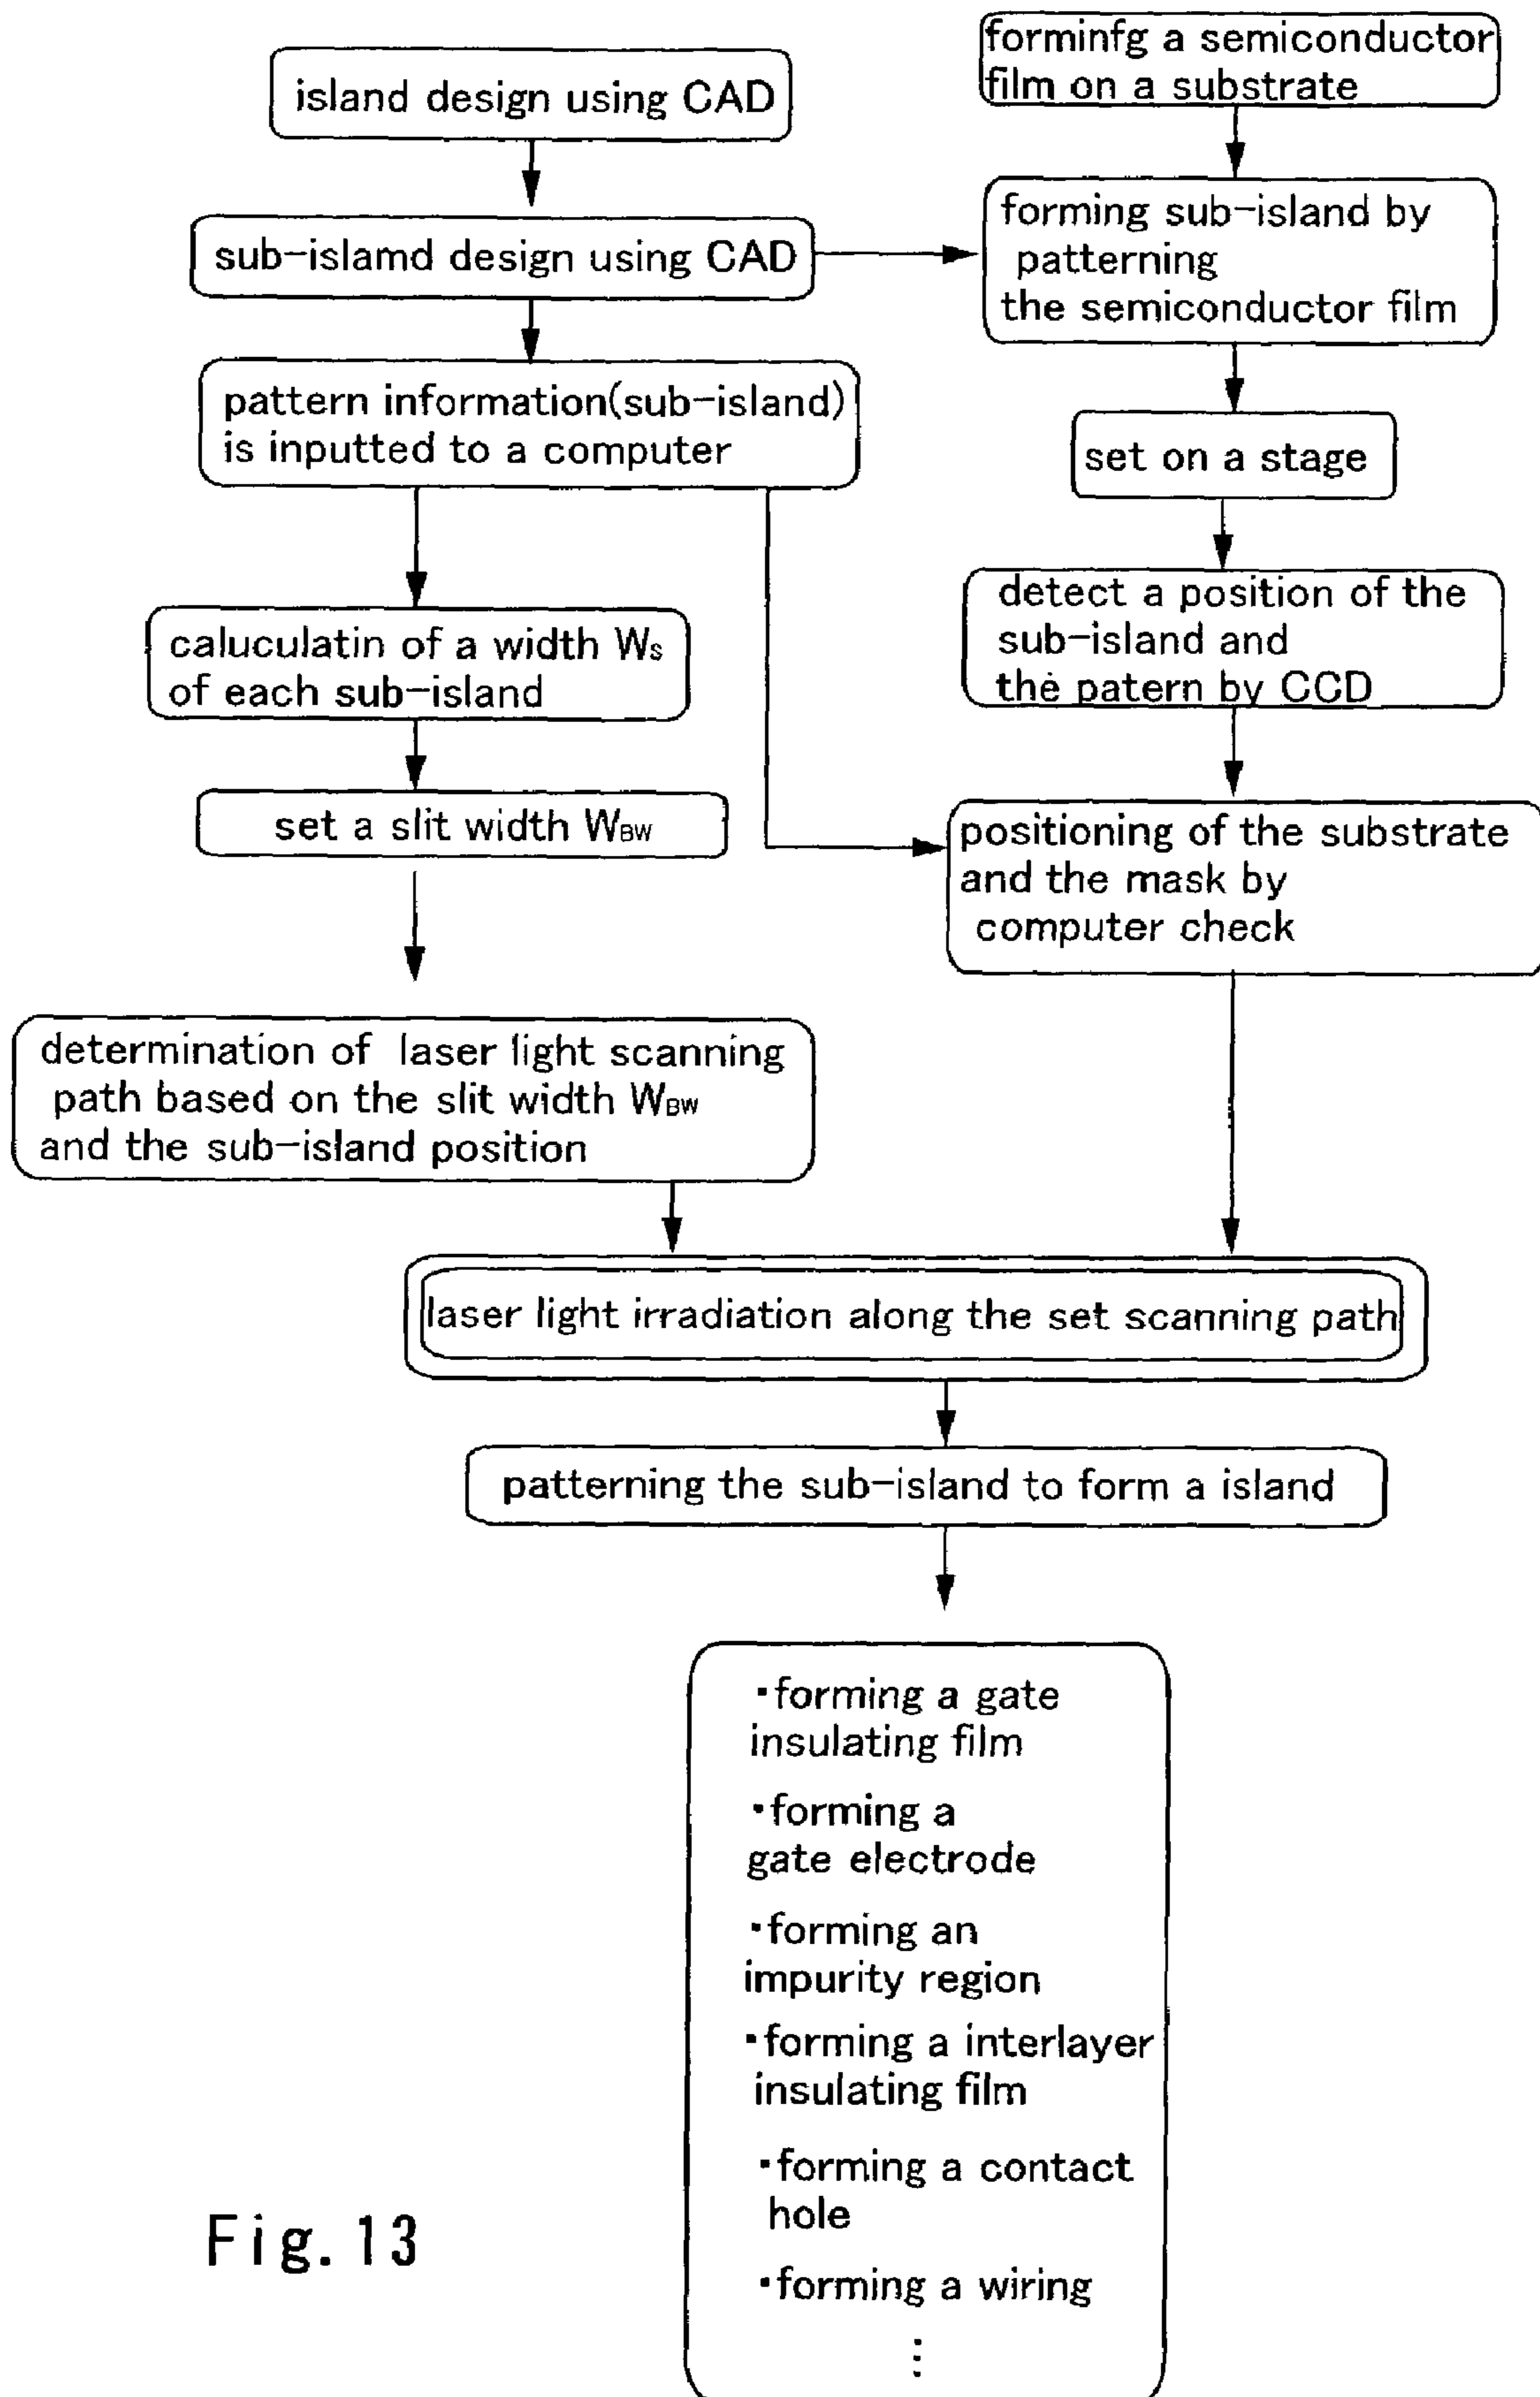 island design using CAD
sub-islamd design using CAD
pattern information(sub-island)
is inputted to a computer
caluculatin of a width Ws
of each sub-island
set a slit width WBW
determination of laser light scanning
path based on the slit width WBW
and the sub-island position
forminfg a semiconductor
film on a substrate
forming sub-island by
patterning
the semiconductor film
set on a stage
detect a position of the
sub-island and
the patern by CCD
positioning of the substrate
and the mask by
computer check
laser light irradiation along the set scanning path
patterning the sub-island to form a island
・forming a gate
insulating film
・forming a
gate electrode
・forming an
impurity region
・forming a interlayer
insulating film
・forming a contact
hole
・forming a wiring
⋮
Fig. 13